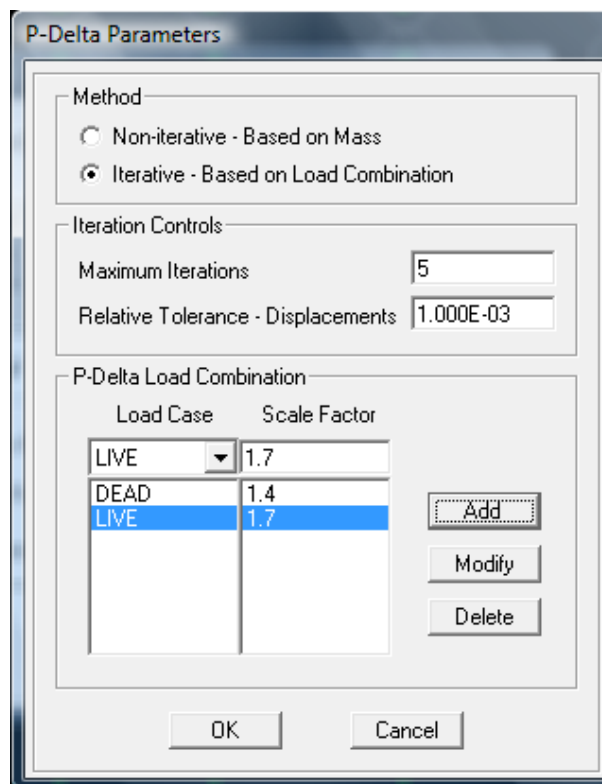 P-Delta Parameters
Method
Non-iterative - Based on Mass
Iterative - Based on Load Combination
Iteration Controls
Maximum Iterations 5
Relative Tolerance - Displacements 1.000E-03
P-Delta Load Combination
Load Case Scale Factor
LIVE 1.7
DEAD 1.4
LIVE 1.7
Add
Modify
Delete
OK Cancel